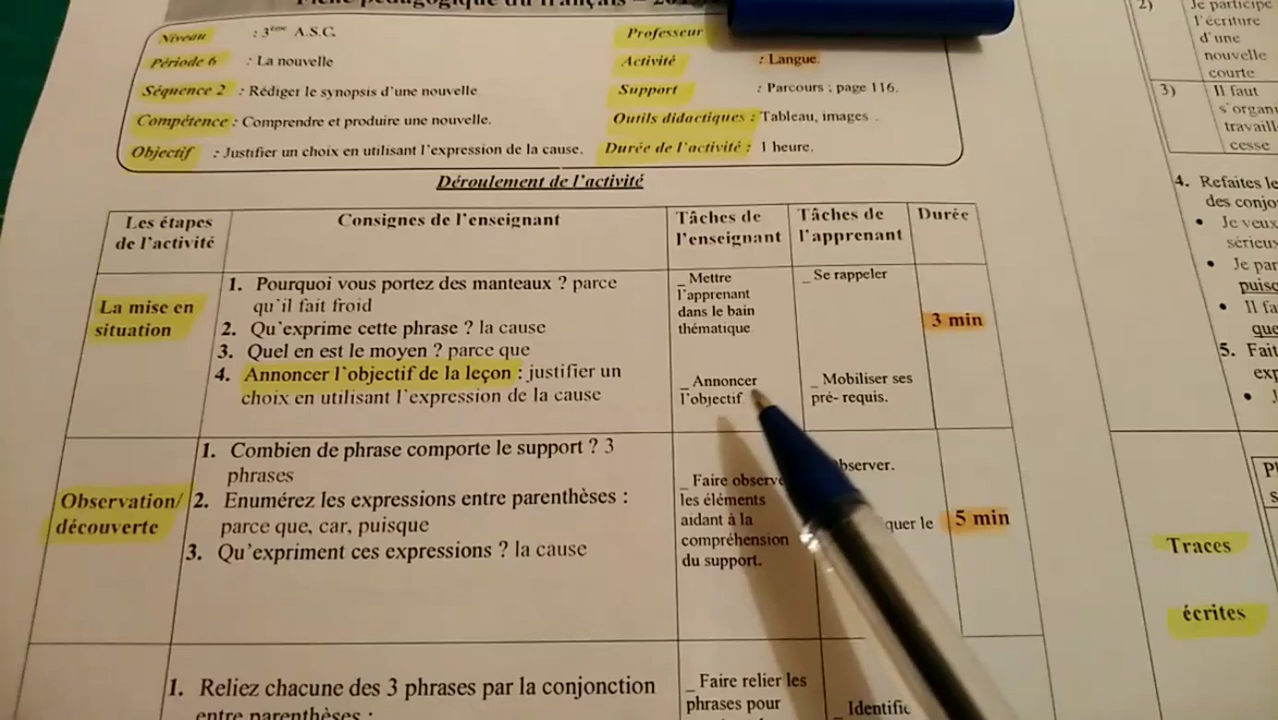 Fiche pédagogique du français – 20
Niveau : 3ème A.S.C.
Professeur
Période 6 : La nouvelle
Activité : Langue.
Séquence 2 : Rédiger le synopsis d'une nouvelle
Support : Parcours ; page 116.
Compétence : Comprendre et produire une nouvelle.
Outils didactiques : Tableau, images .
Objectif : Justifier un choix en utilisant l'expression de la cause.
Durée de l'activité : 1 heure.
Déroulement de l'activité
Les étapes
de l'activité
Consignes de l'enseignant
Tâches de
l'enseignant
Tâches de
l'apprenant
Durée
La mise en
situation
1. Pourquoi vous portez des manteaux ? parce
qu'il fait froid
2. Qu'exprime cette phrase ? la cause
3. Quel en est le moyen ? parce que
4. Annoncer l'objectif de la leçon : justifier un
choix en utilisant l'expression de la cause
_ Mettre
l'apprenant
dans le bain
thématique
_ Annoncer
l'objectif
_ Se rappeler
_ Mobiliser ses
pré- requis.
3 min
Observation/
découverte
1. Combien de phrase comporte le support ? 3
phrases
2. Enumérez les expressions entre parenthèses :
parce que, car, puisque
3. Qu'expriment ces expressions ? la cause
_ Faire observe
les éléments
aidant à la
compréhension
du support.
bserver.
quer le
5 min
1. Reliez chacune des 3 phrases par la conjonction
entre parenthèses :
_ Faire relier les
phrases pour
_ Identifie
2) Je participe
l'écriture
d'une
nouvelle
courte
3) Il faut
s'organi
travaill
cesse
4. Refaites le
des conjo
• Je veux
sérieux
• Je par
puisq
• Il fa
que
5. Fait
exp
• J
Traces
écrites